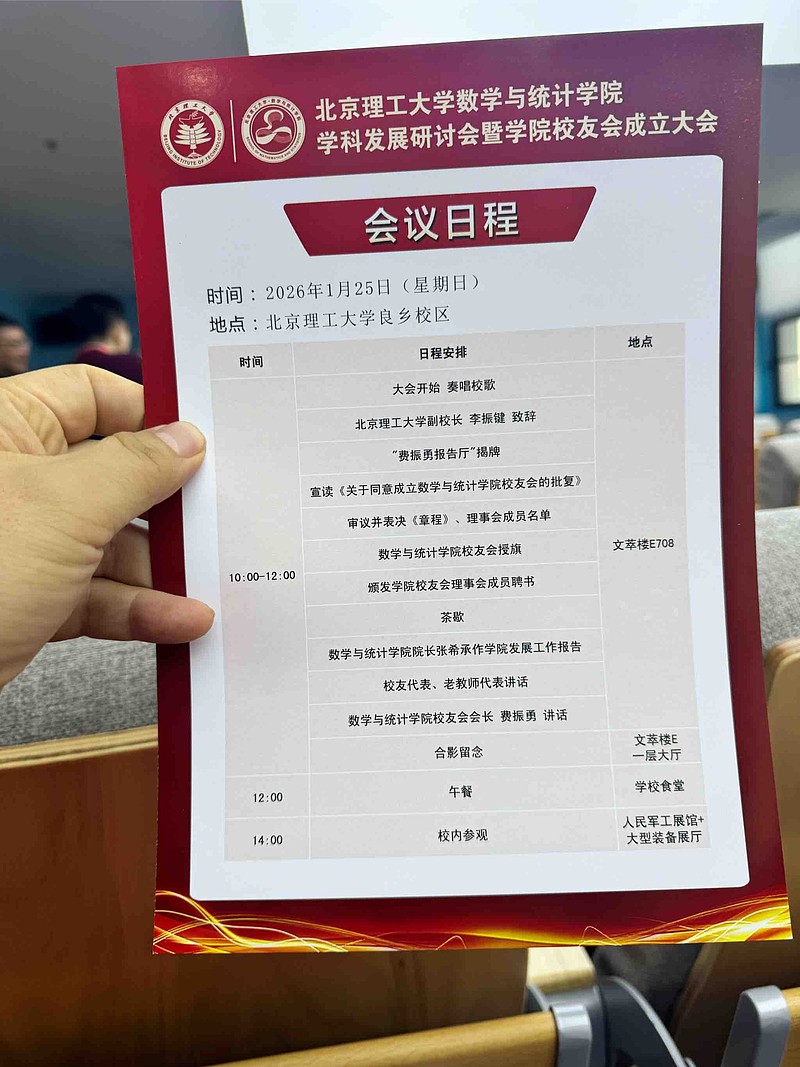 北京理工大学
BEIJING INSTITUTE OF TECHNOLOGY
北京理工大学数学与统计学院
学科发展研讨会暨学院校友会成立大会
会议日程
时间：2026年1月25日（星期日）
地点：北京理工大学良乡校区
时间 日程安排 地点
大会开始 奏唱校歌
北京理工大学副校长 李振键 致辞
"费振勇报告厅"揭牌
宣读《关于同意成立数学与统计学院校友会的批复》
审议并表决《章程》、理事会成员名单
数学与统计学院校友会授旗
10:00-12:00
文萃楼E708
颁发学院校友会理事会成员聘书
茶歇
数学与统计学院院长张希承作学院发展工作报告
校友代表、老教师代表讲话
数学与统计学院校友会会长 费振勇 讲话
合影留念
文萃楼E
一层大厅
12:00 午餐 学校食堂
14:00 校内参观
人民军工展馆+
大型装备展厅